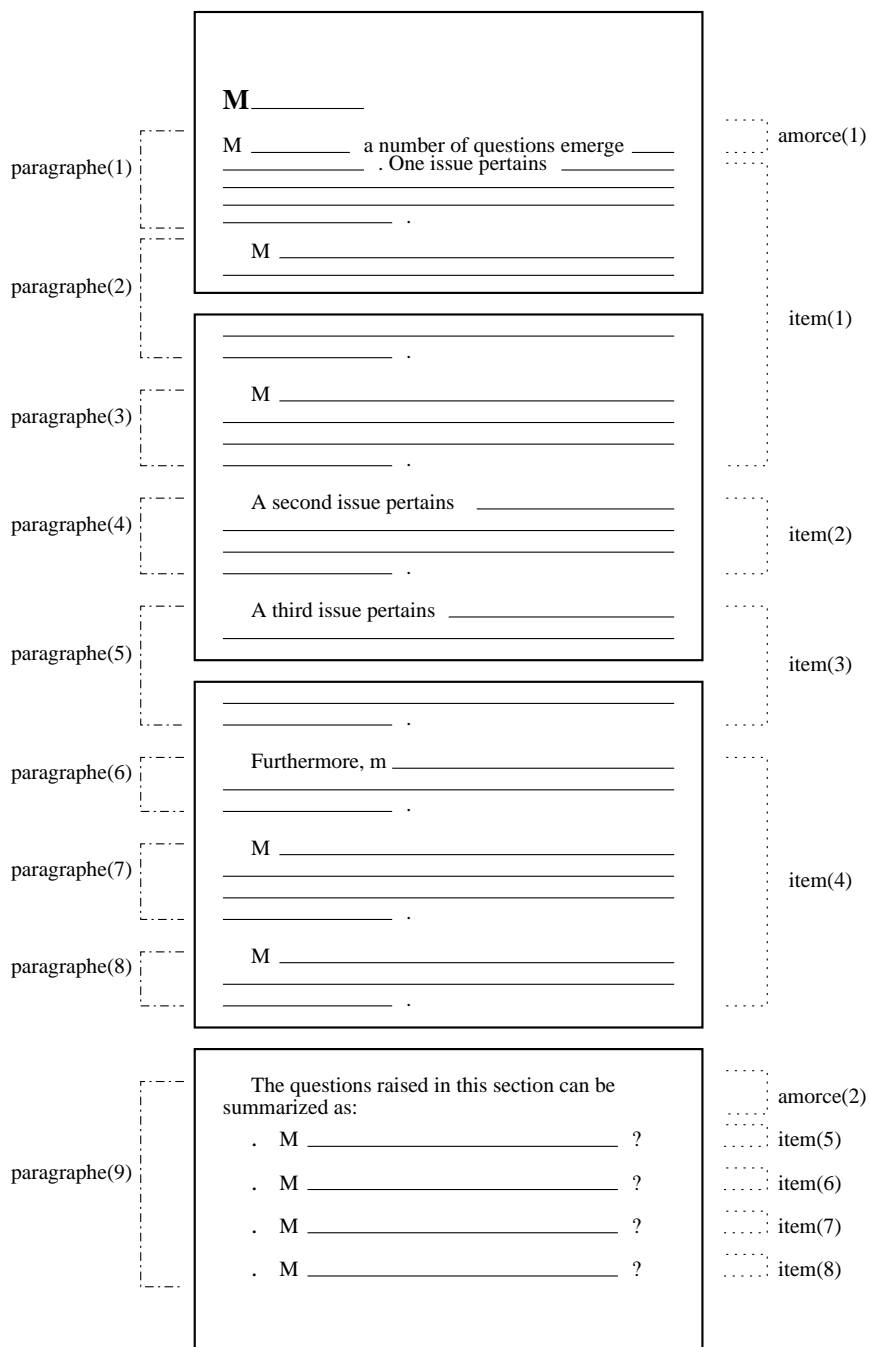 M
M a number of questions emerge
amorce(1)
paragraphe(1)
. One issue pertains
.
M
paragraphe(2)
item(1)
.
M
paragraphe(3)
.
A second issue pertains
paragraphe(4)
item(2)
.
A third issue pertains
paragraphe(5)
item(3)
.
Furthermore, m
paragraphe(6)
.
M
paragraphe(7)
item(4)
.
M
paragraphe(8)
.
The questions raised in this section can be
amorce(2)
summarized as:
. M ? item(5)
paragraphe(9)
. M ? item(6)
. M ? item(7)
. M ? item(8)